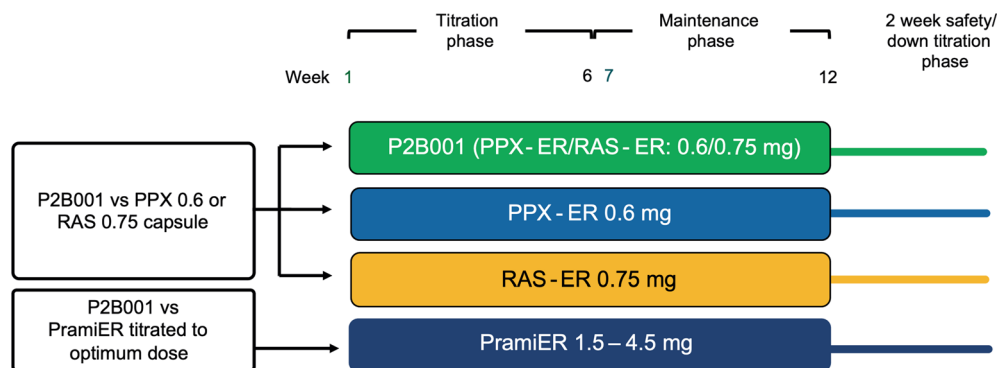 Titration
phase
Maintenance
phase
2 week safety/
down titration
phase
Week 1 6 7 12
P2B001 vs PPX 0.6 or
RAS 0.75 capsule
P2B001 (PPX-ER/RAS-ER: 0.6/0.75 mg)
PPX-ER 0.6 mg
RAS-ER 0.75 mg
P2B001 vs
PramiER titrated to
optimum dose
PramiER 1.5–4.5 mg